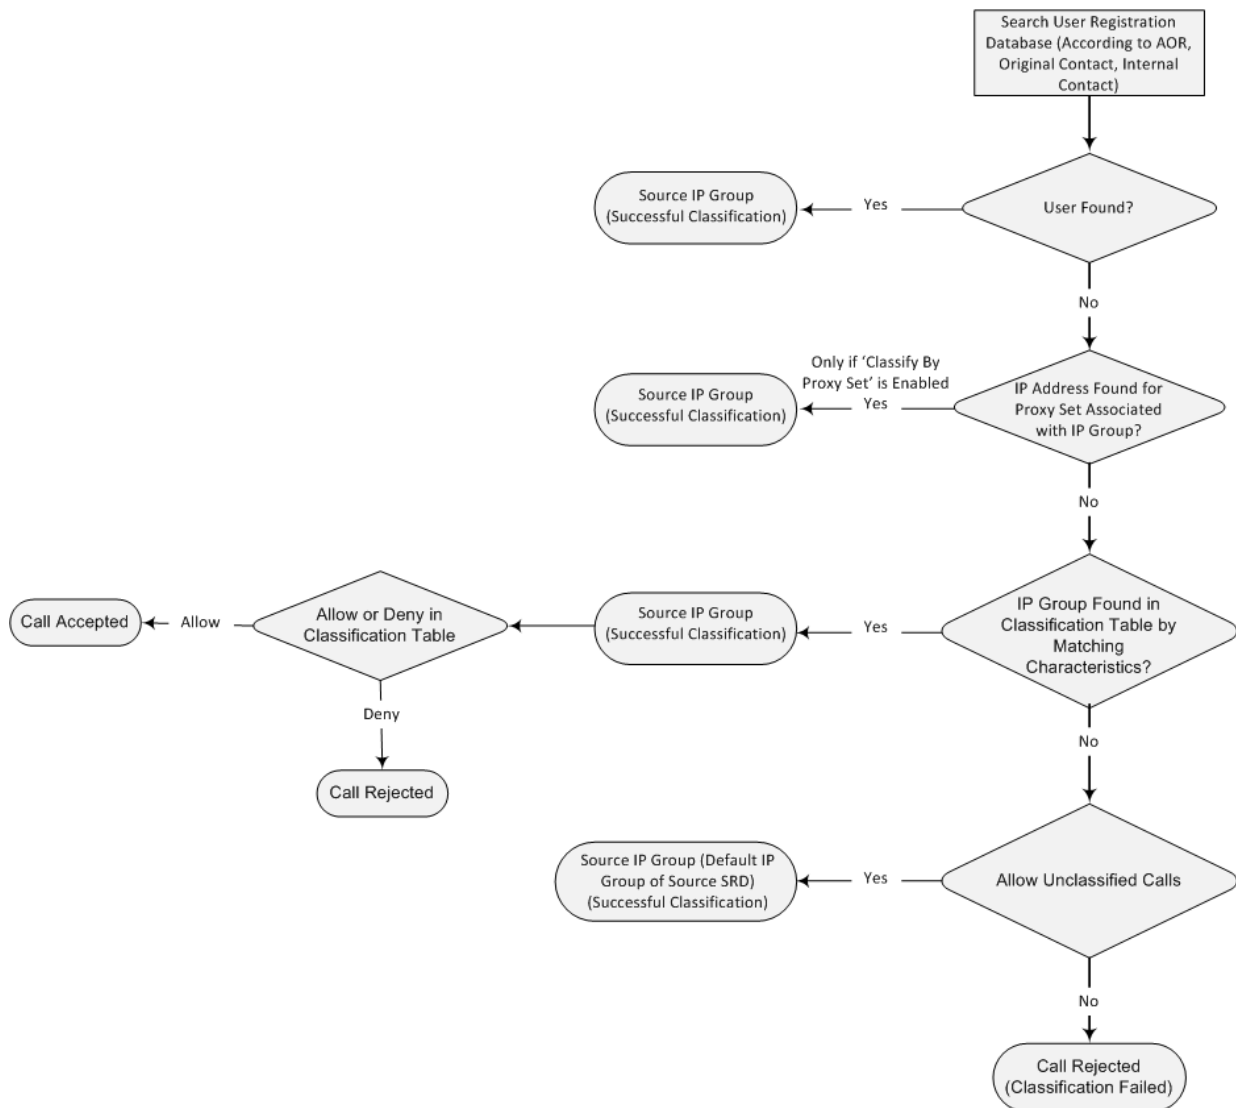 Search User Registration
Database (According to AOR,
Original Contact, Internal
Contact)
Source IP Group
(Successful Classification)
Yes
User Found?
No
Only if ‘Classify By
Proxy Set’ is Enabled
Source IP Group
(Successful Classification)
Yes
IP Address Found for
Proxy Set Associated
with IP Group?
No
Call Accepted
Allow
Allow or Deny in
Classification Table
Source IP Group
(Successful Classification)
Yes
IP Group Found in
Classification Table by
Matching
Characteristics?
Deny
No
Call Rejected
Source IP Group (Default IP
Group of Source SRD)
(Successful Classification)
Yes
Allow Unclassified Calls
No
Call Rejected
(Classification Failed)